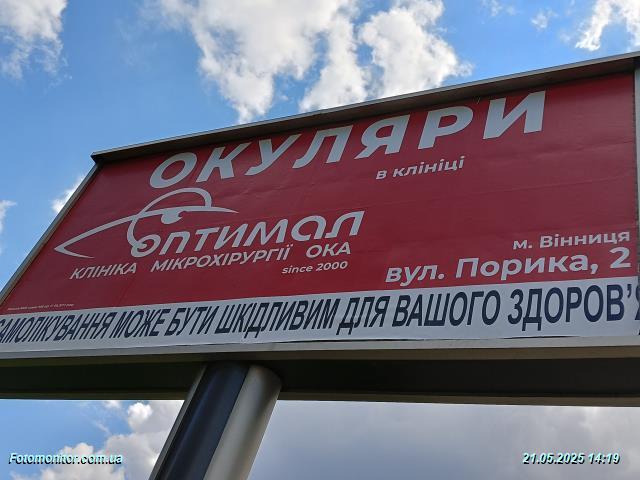 ОКУЛЯРИ
в клініці
оптимал
КЛІНІКА МІКРОХІРУРГІЇ ОКА
since 2000
м. Вінниця
вул. Порика, 2
САМОЛІКУВАННЯ МОЖЕ БУТИ ШКІДЛИВИМ ДЛЯ ВАШОГО ЗДОРОВ'Я
Fotomonitor.com.ua
21.05.2025 14:19